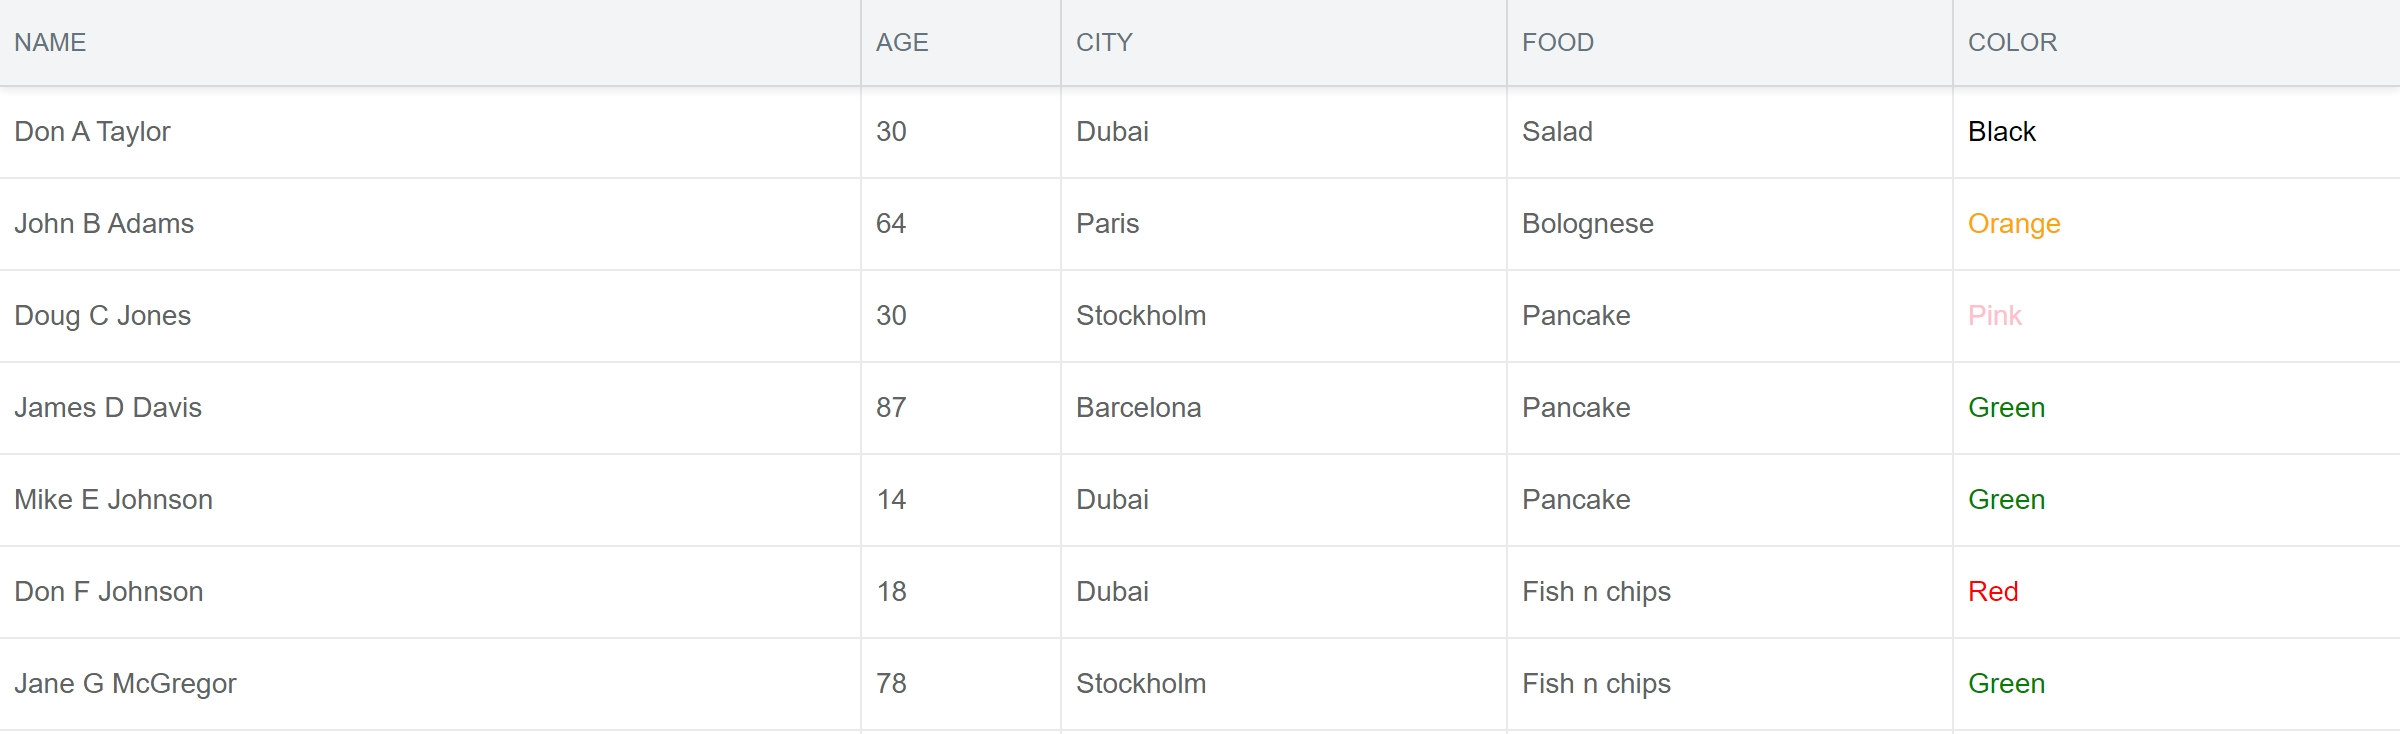 NAME AGE CITY FOOD COLOR
Don A Taylor 30 Dubai Salad Black
John B Adams 64 Paris Bolognese Orange
Doug C Jones 30 Stockholm Pancake Pink
James D Davis 87 Barcelona Pancake Green
Mike E Johnson 14 Dubai Pancake Green
Don F Johnson 18 Dubai Fish n chips Red
Jane G McGregor 78 Stockholm Fish n chips Green